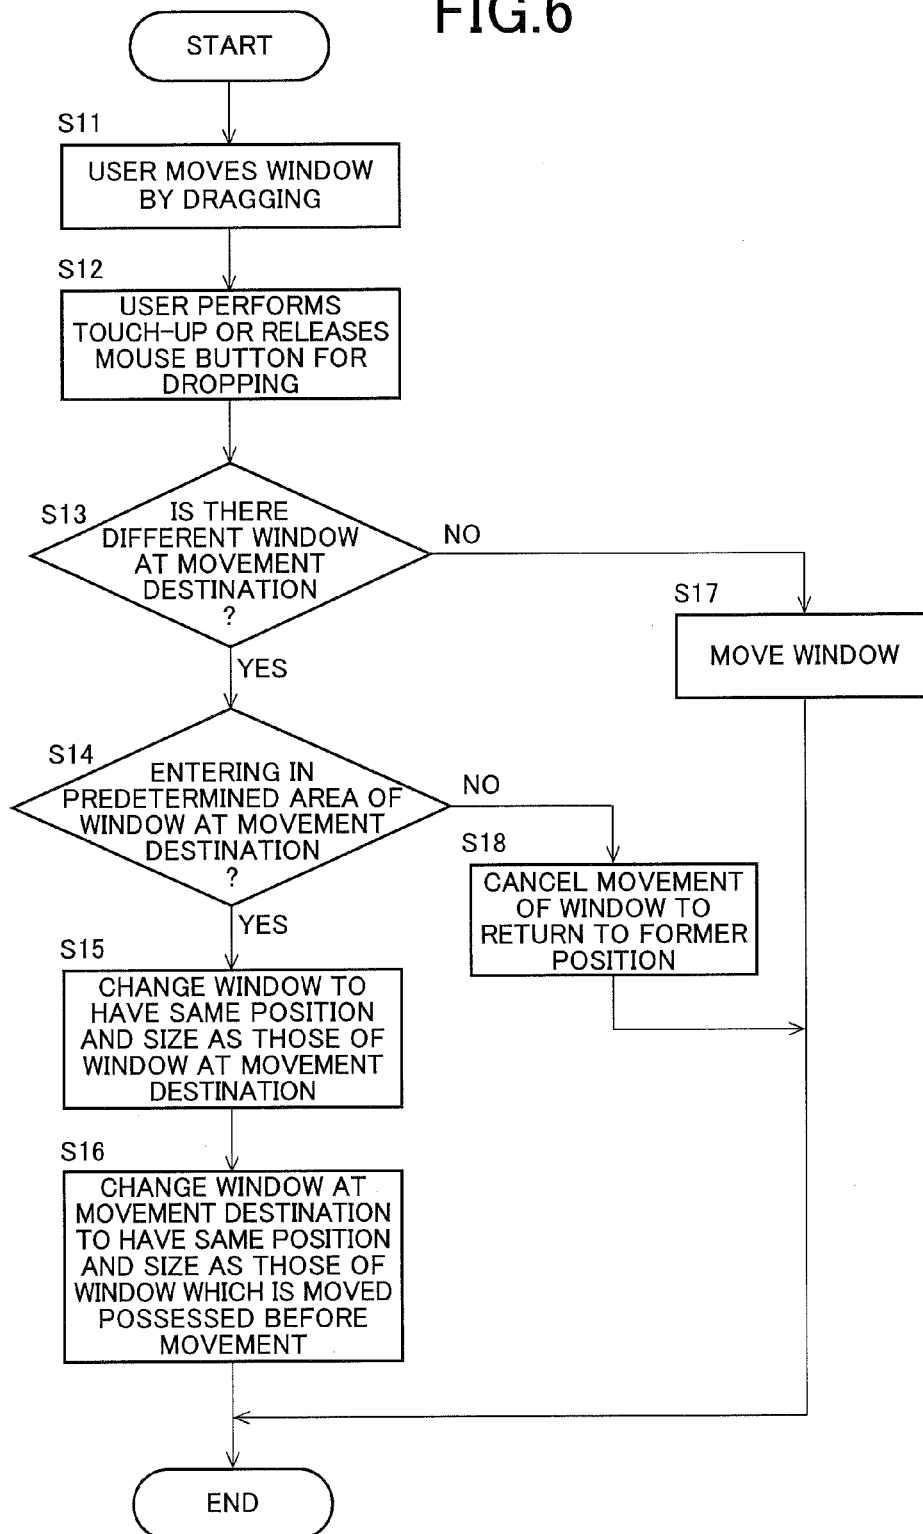 FIG.6
START
S11
USER MOVES WINDOW
BY DRAGGING
S12
USER PERFORMS
TOUCH-UP OR RELEASES
MOUSE BUTTON FOR
DROPPING
S13
IS THERE
DIFFERENT WINDOW
AT MOVEMENT
DESTINATION
?
NO
YES
S17
MOVE WINDOW
S14
ENTERING IN
PREDETERMINED AREA OF
WINDOW AT MOVEMENT
DESTINATION
?
NO
YES
S18
CANCEL MOVEMENT
OF WINDOW TO
RETURN TO FORMER
POSITION
S15
CHANGE WINDOW TO
HAVE SAME POSITION
AND SIZE AS THOSE OF
WINDOW AT MOVEMENT
DESTINATION
S16
CHANGE WINDOW AT
MOVEMENT DESTINATION
TO HAVE SAME POSITION
AND SIZE AS THOSE OF
WINDOW WHICH IS MOVED
POSSESSED BEFORE
MOVEMENT
END